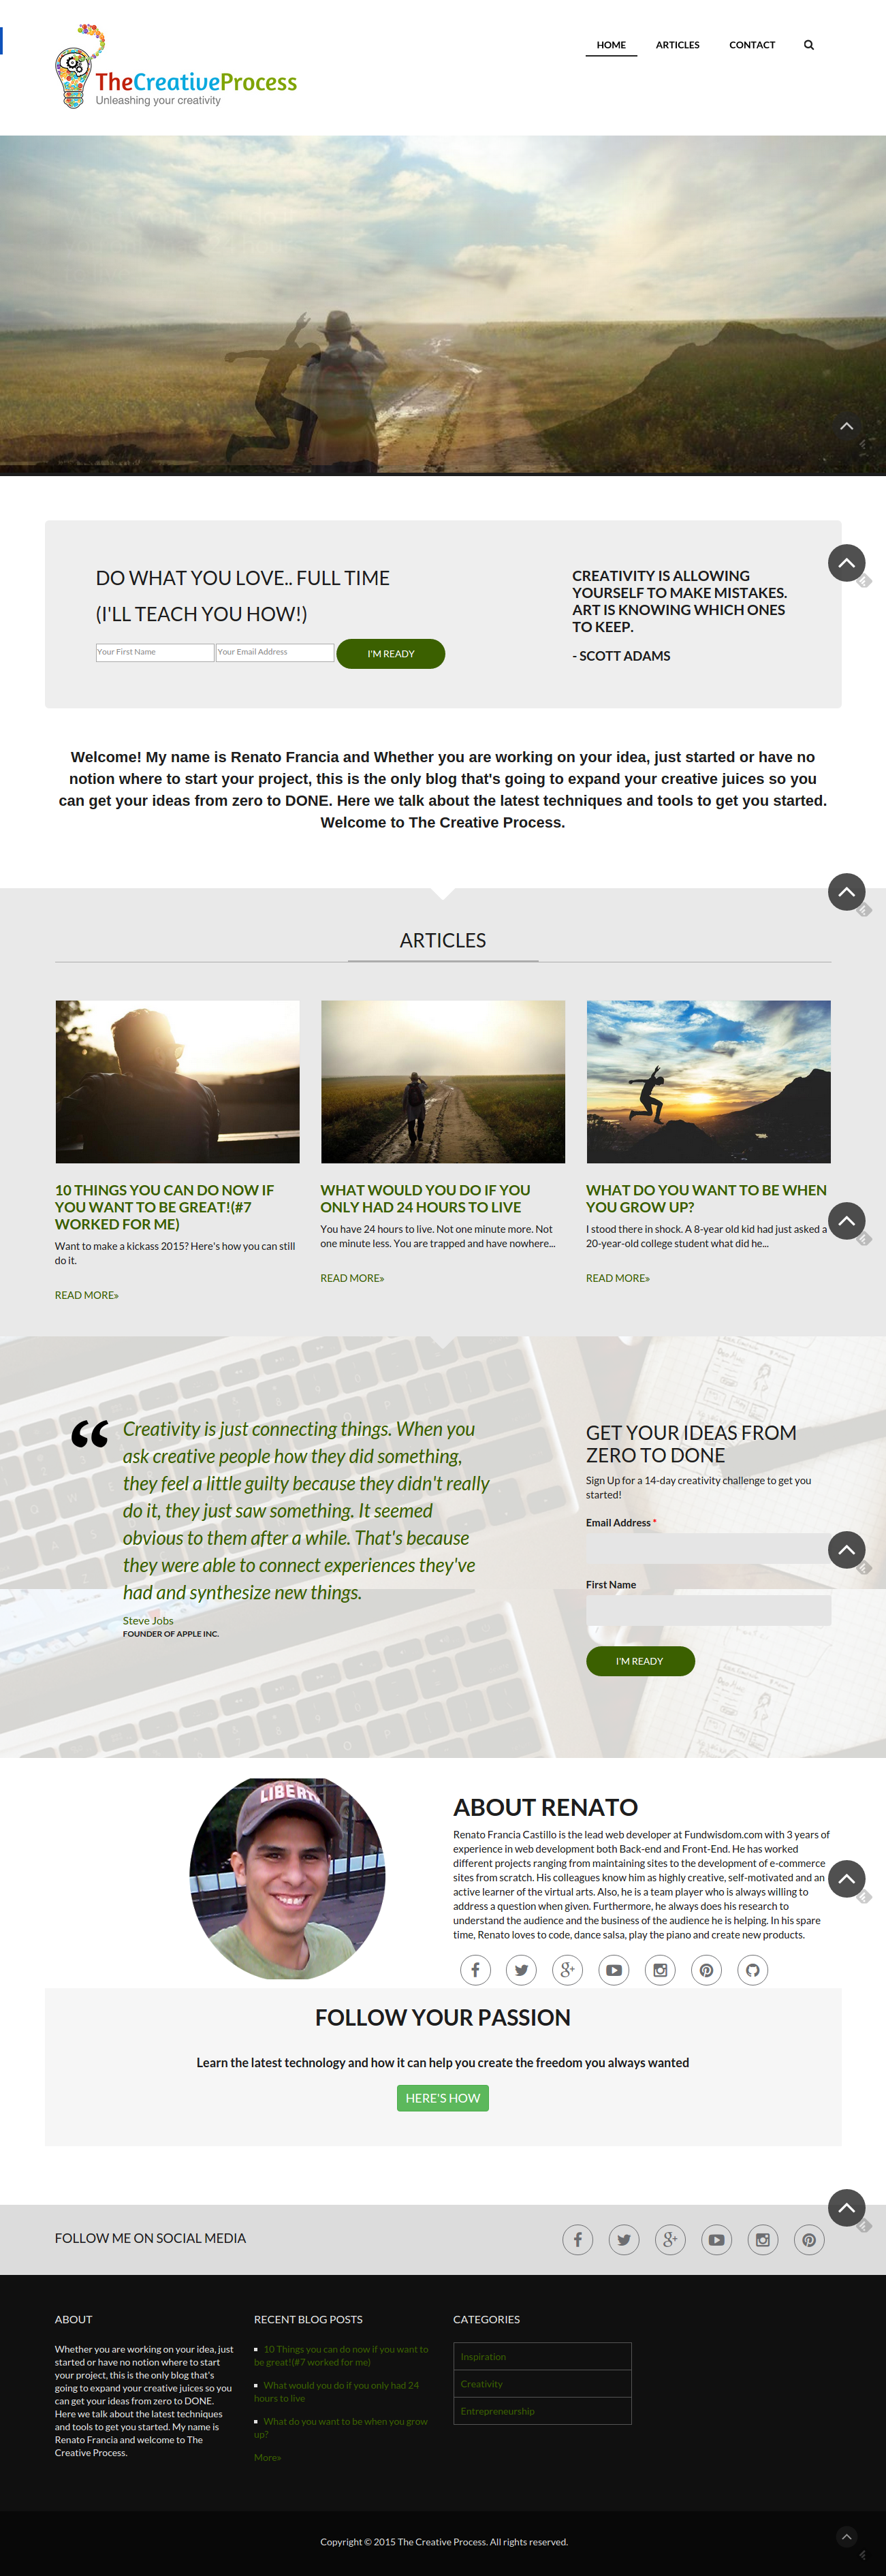 TheCreativeProcess
Unleashing your creativity
HOME
ARTICLES
CONTACT
DO WHAT YOU LOVE.. FULL TIME
(I'LL TEACH YOU HOW!)
Your First Name
Your Email Address
I'M READY
CREATIVITY IS ALLOWING
YOURSELF TO MAKE MISTAKES.
ART IS KNOWING WHICH ONES
TO KEEP.
- SCOTT ADAMS
Welcome! My name is Renato Francia and Whether you are working on your idea, just started or have no
notion where to start your project, this is the only blog that's going to expand your creative juices so you
can get your ideas from zero to DONE. Here we talk about the latest techniques and tools to get you started.
Welcome to The Creative Process.
ARTICLES
10 THINGS YOU CAN DO NOW IF
YOU WANT TO BE GREAT!(#7
WORKED FOR ME)
Want to make a kickass 2015? Here's how you can still
do it.
READ MORE»
WHAT WOULD YOU DO IF YOU
ONLY HAD 24 HOURS TO LIVE
You have 24 hours to live. Not one minute more. Not
one minute less. You are trapped and have nowhere...
READ MORE»
WHAT DO YOU WANT TO BE WHEN
YOU GROW UP?
I stood there in shock. A 8-year old kid had just asked a
20-year-old college student what did he...
READ MORE»
Creativity is just connecting things. When you
ask creative people how they did something,
they feel a little guilty because they didn't really
do it, they just saw something. It seemed
obvious to them after a while. That's because
they were able to connect experiences they've
had and synthesize new things.
Steve Jobs
FOUNDER OF APPLE INC.
GET YOUR IDEAS FROM
ZERO TO DONE
Sign Up for a 14-day creativity challenge to get you
started!
Email Address *
First Name
I'M READY
LIBERT
ABOUT RENATO
Renato Francia Castillo is the lead web developer at Fundwisdom.com with 3 years of
experience in web development both Back-end and Front-End. He has worked
different projects ranging from maintaining sites to the development of e-commerce
sites from scratch. His colleagues know him as highly creative, self-motivated and an
active learner of the virtual arts. Also, he is a team player who is always willing to
address a question when given. Furthermore, he always does his research to
understand the audience and the business of the audience he is helping. In his spare
time, Renato loves to code, dance salsa, play the piano and create new products.
FOLLOW YOUR PASSION
Learn the latest technology and how it can help you create the freedom you always wanted
HERE'S HOW
FOLLOW ME ON SOCIAL MEDIA
ABOUT
Whether you are working on your idea, just
started or have no notion where to start
your project, this is the only blog that's
going to expand your creative juices so you
can get your ideas from zero to DONE.
Here we talk about the latest techniques
and tools to get you started. My name is
Renato Francia and welcome to The
Creative Process.
RECENT BLOG POSTS
10 Things you can do now if you want to
be great!(#7 worked for me)
What would you do if you only had 24
hours to live
What do you want to be when you grow
up?
More»
CATEGORIES
Inspiration
Creativity
Entrepreneurship
Copyright © 2015 The Creative Process. All rights reserved.